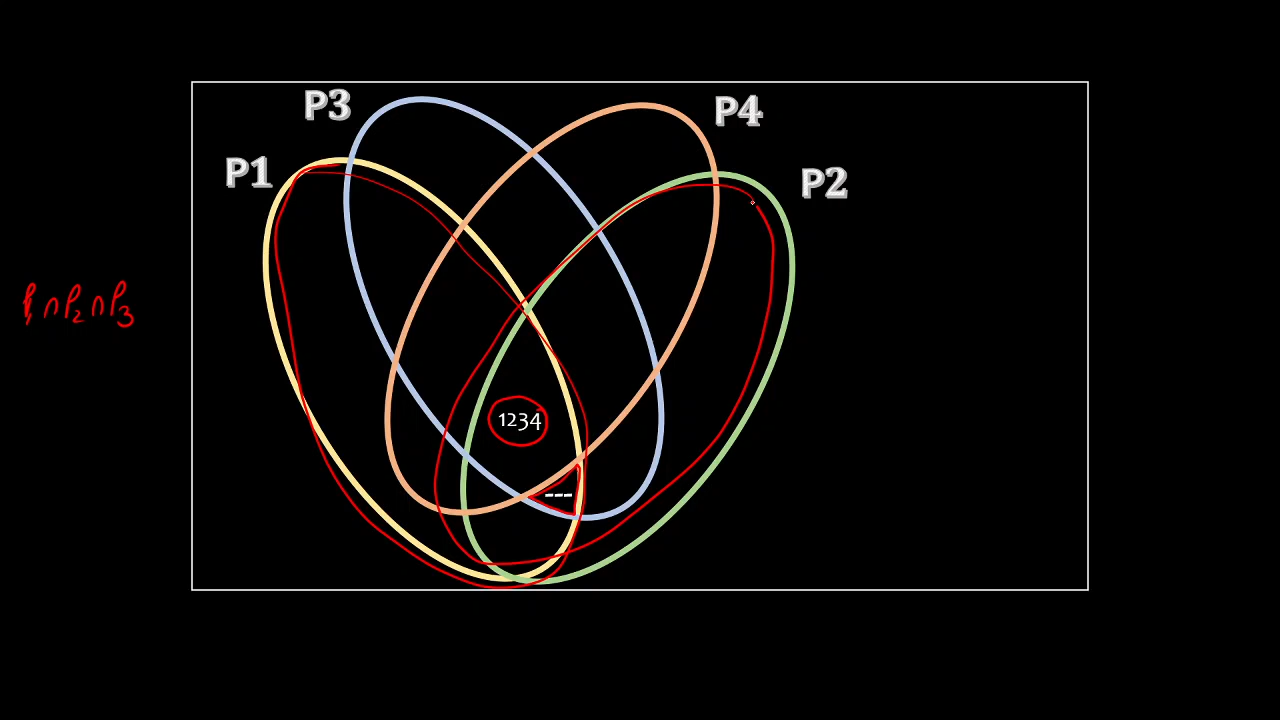 P3
P4
P1
P2
P1 ∩ P2 ∩ P3
1234
---